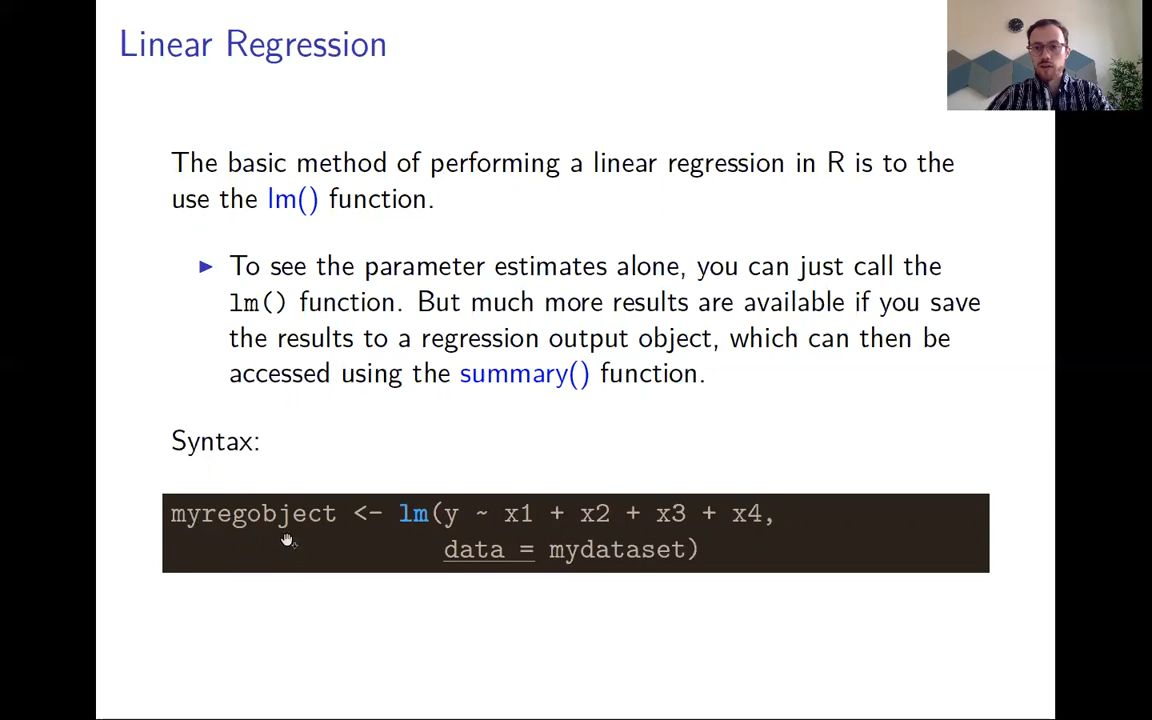 Linear Regression
The basic method of performing a linear regression in R is to the
use the lm() function.
▶ To see the parameter estimates alone, you can just call the
lm() function. But much more results are available if you save
the results to a regression output object, which can then be
accessed using the summary() function.
Syntax:
myregobject <- lm(y ~ x1 + x2 + x3 + x4,
data = mydataset)